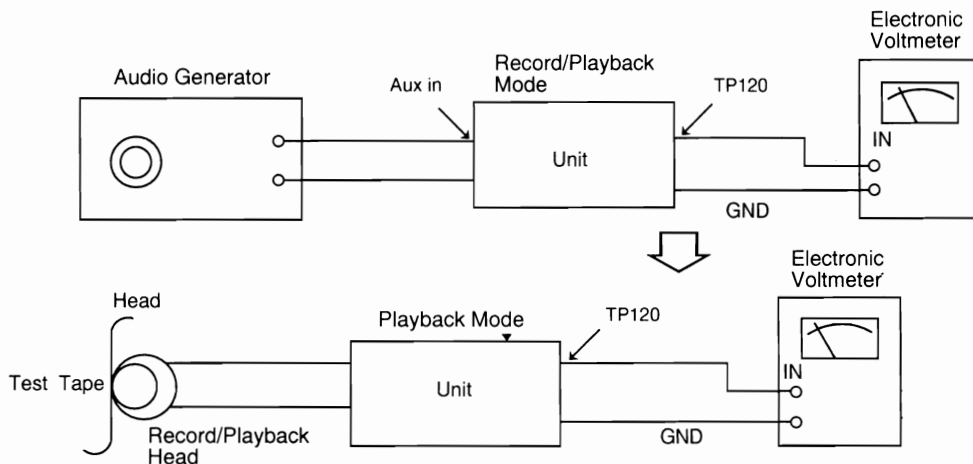 Electronic
Voltmeter
Audio Generator
Record/Playback
Mode
Aux in
TP120
Unit
IN
GND
Electronic
Voltmeter
Head
Playback Mode
TP120
Test Tape
Unit
IN
Record/Playback
Head
GND